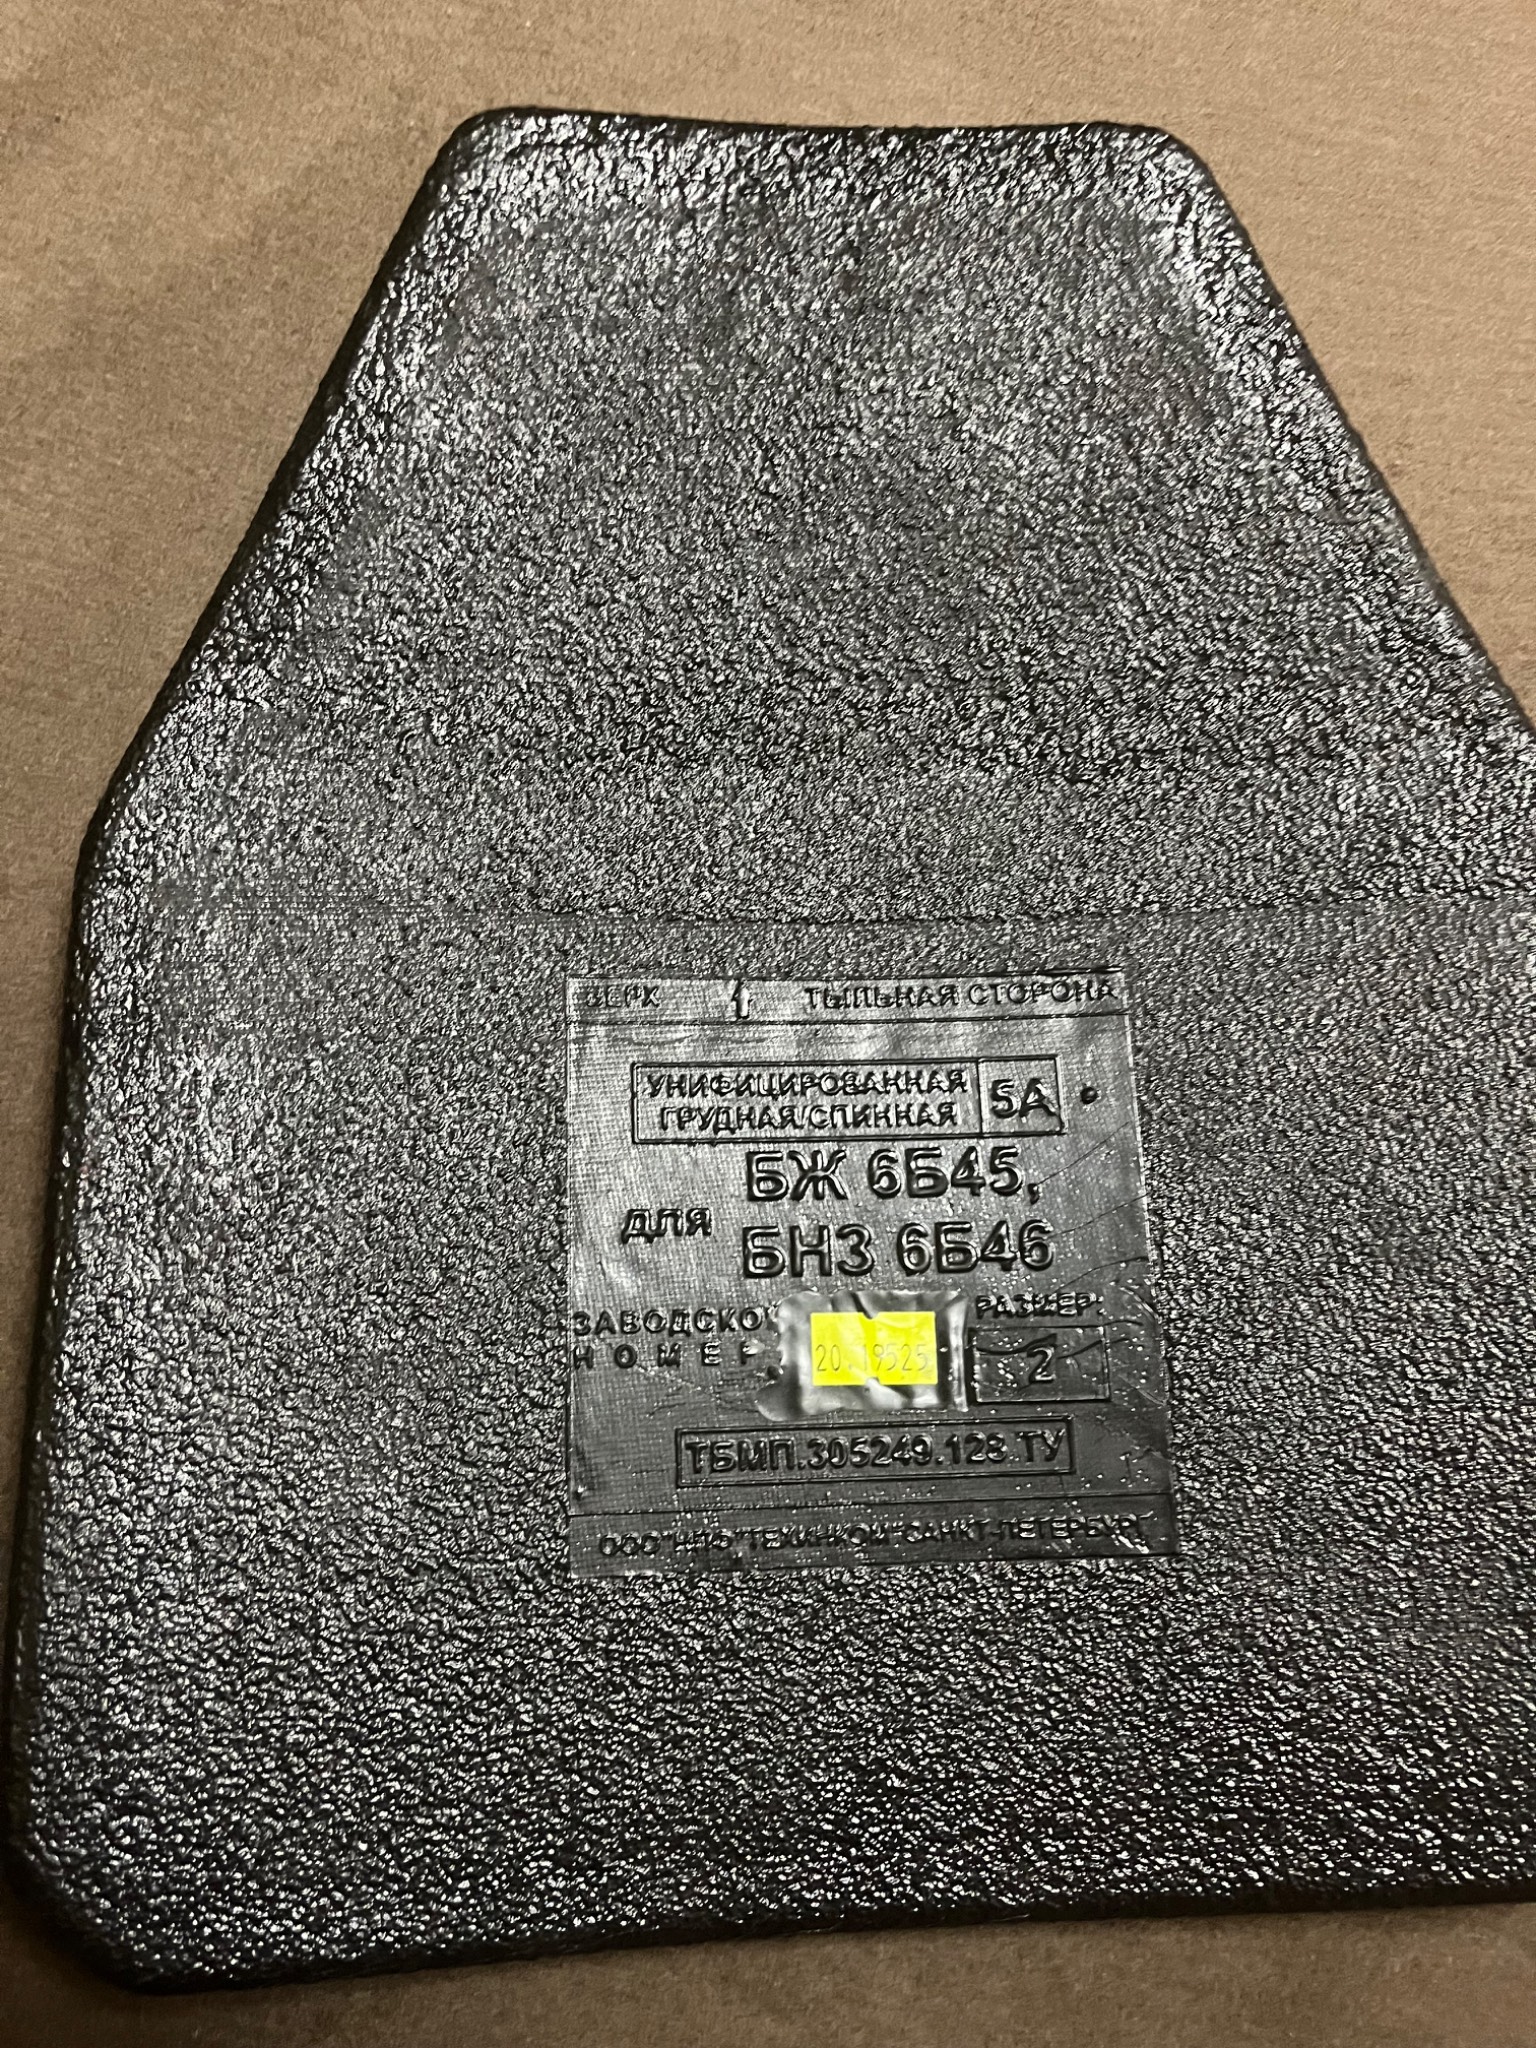 ВЕРХ ↑ ТЫЛЬНАЯ СТОРОНА
УНИФИЦИРОВАННАЯ
ГРУДНАЯ/СПИННАЯ
5А •
для
БЖ 6Б45,
БНЗ 6Б46
ЗАВОДСКОЙ
НОМЕР
20.19525
РАЗМЕР:
2
ТБМП.305249.128.ТУ
ООО"НПФ"ТЕХИНКОМ"САНКТ-ПЕТЕРБУРГ